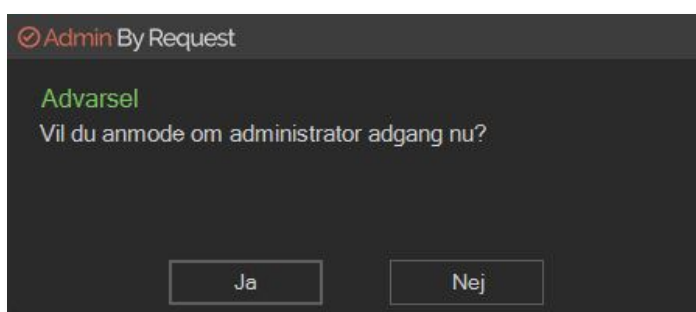 Admin By Request
Advarsel
Vil du anmode om administrator adgang nu?
Ja
Nej